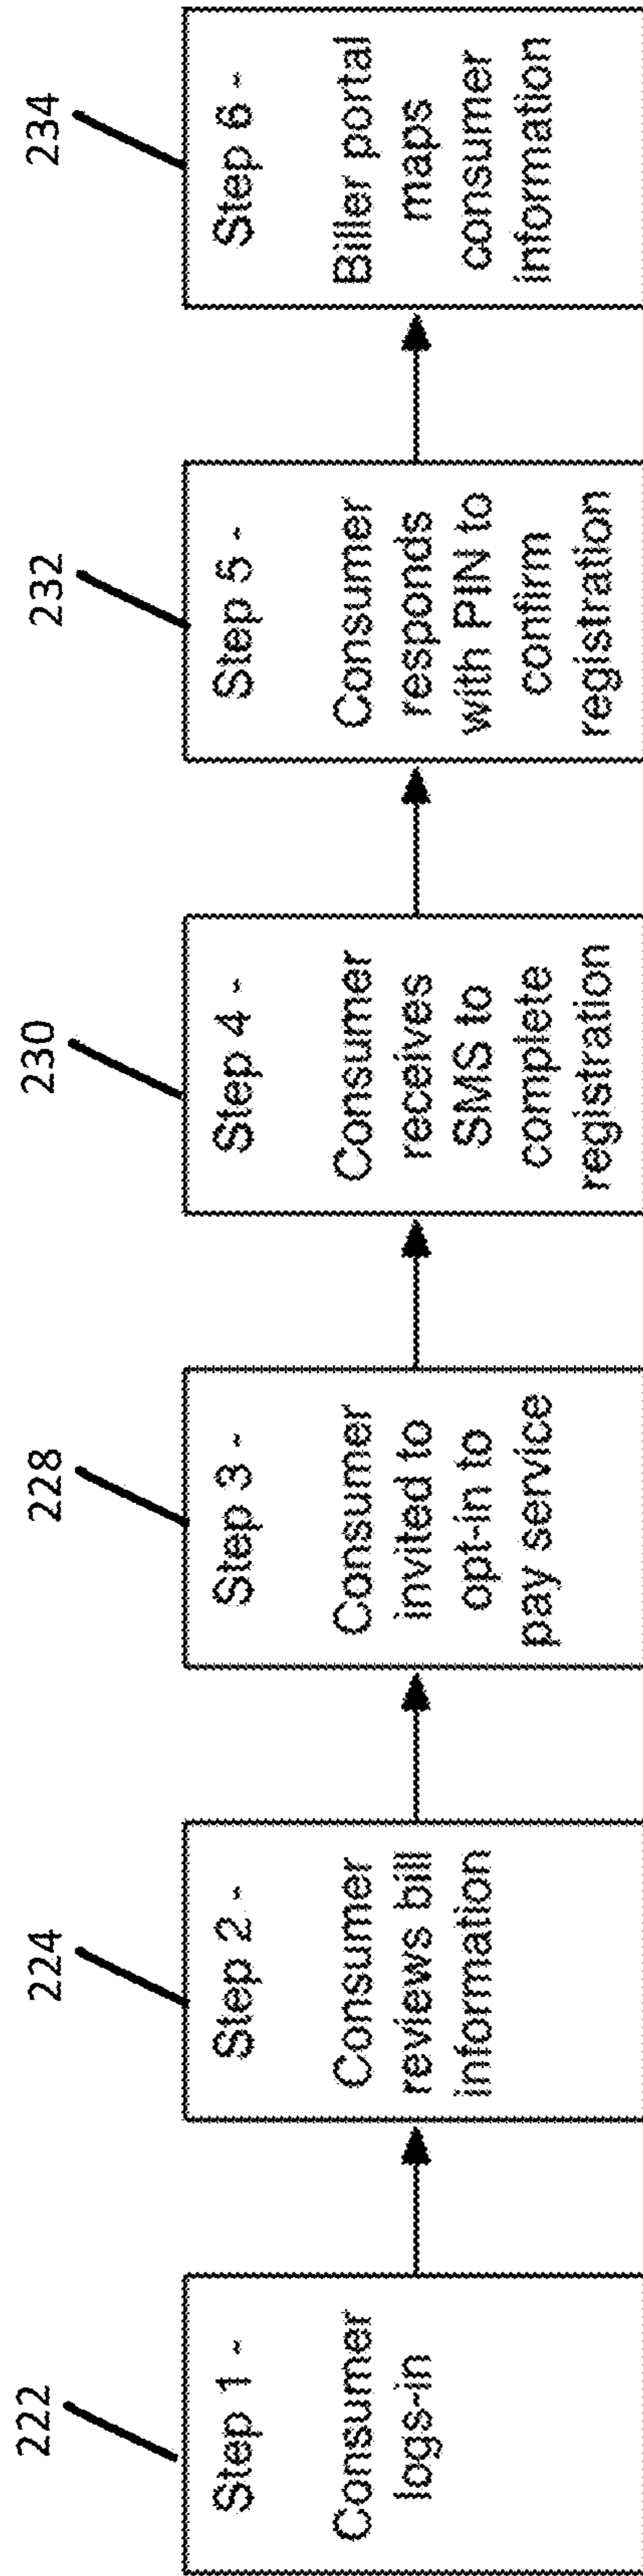 222
Step 1 -
Consumer
logs-in
224
Step 2 -
Consumer
reviews bill
information
228
Step 3 -
Consumer
invited to
opt-in to
pay service
230
Step 4 -
Consumer
receives
SMS to
complete
registration
232
Step 5 -
Consumer
responds
with PIN to
confirm
registration
234
Step 6 -
Biller portal
maps
consumer
information